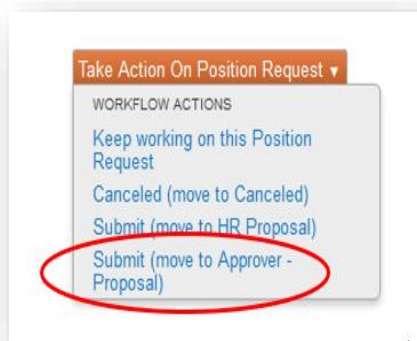 Take Action On Position Request ▼
WORKFLOW ACTIONS
Keep working on this Position
Request
Canceled (move to Canceled)
Submit (move to HR Proposal)
Submit (move to Approver -
Proposal)